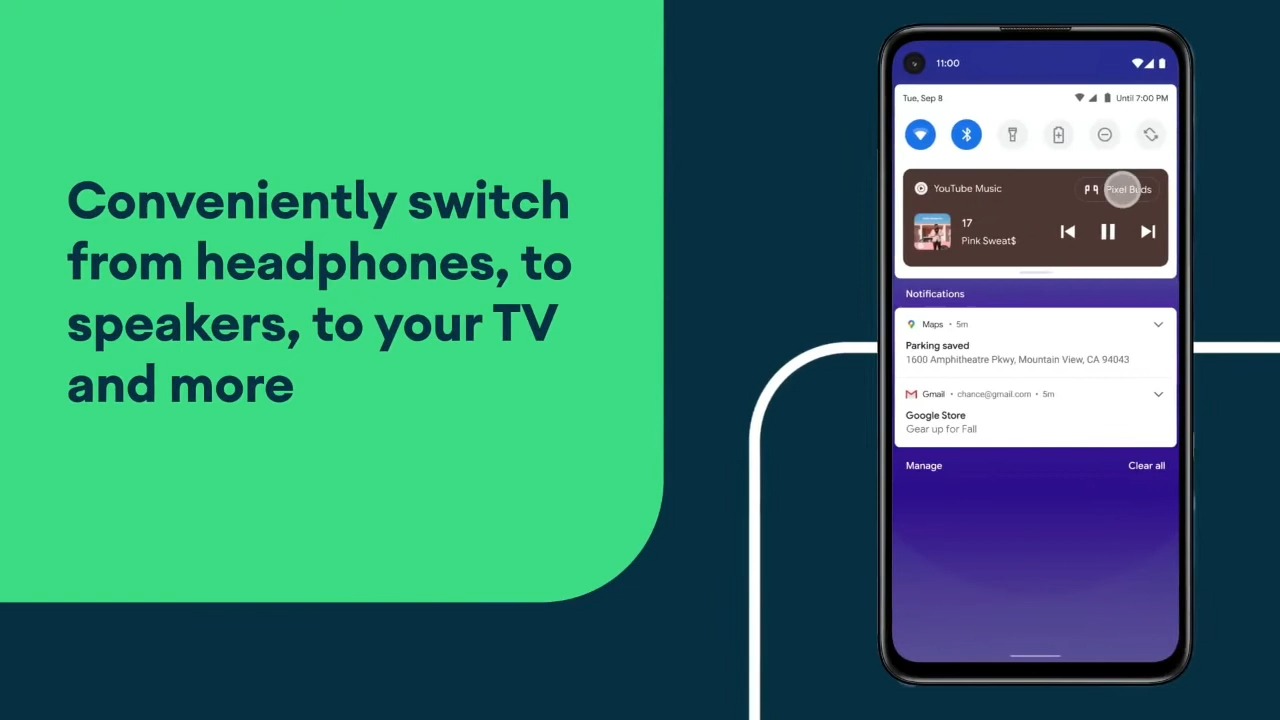 Conveniently switch
from headphones, to
speakers, to your TV
and more
11:00
Tue, Sep 8
Until 7:00 PM
YouTube Music
Pixel Buds
17
Pink Sweat$
Notifications
Maps • 5m
Parking saved
1600 Amphitheatre Pkwy, Mountain View, CA 94043
Gmail • chance@gmail.com • 5m
Google Store
Gear up for Fall
Manage
Clear all